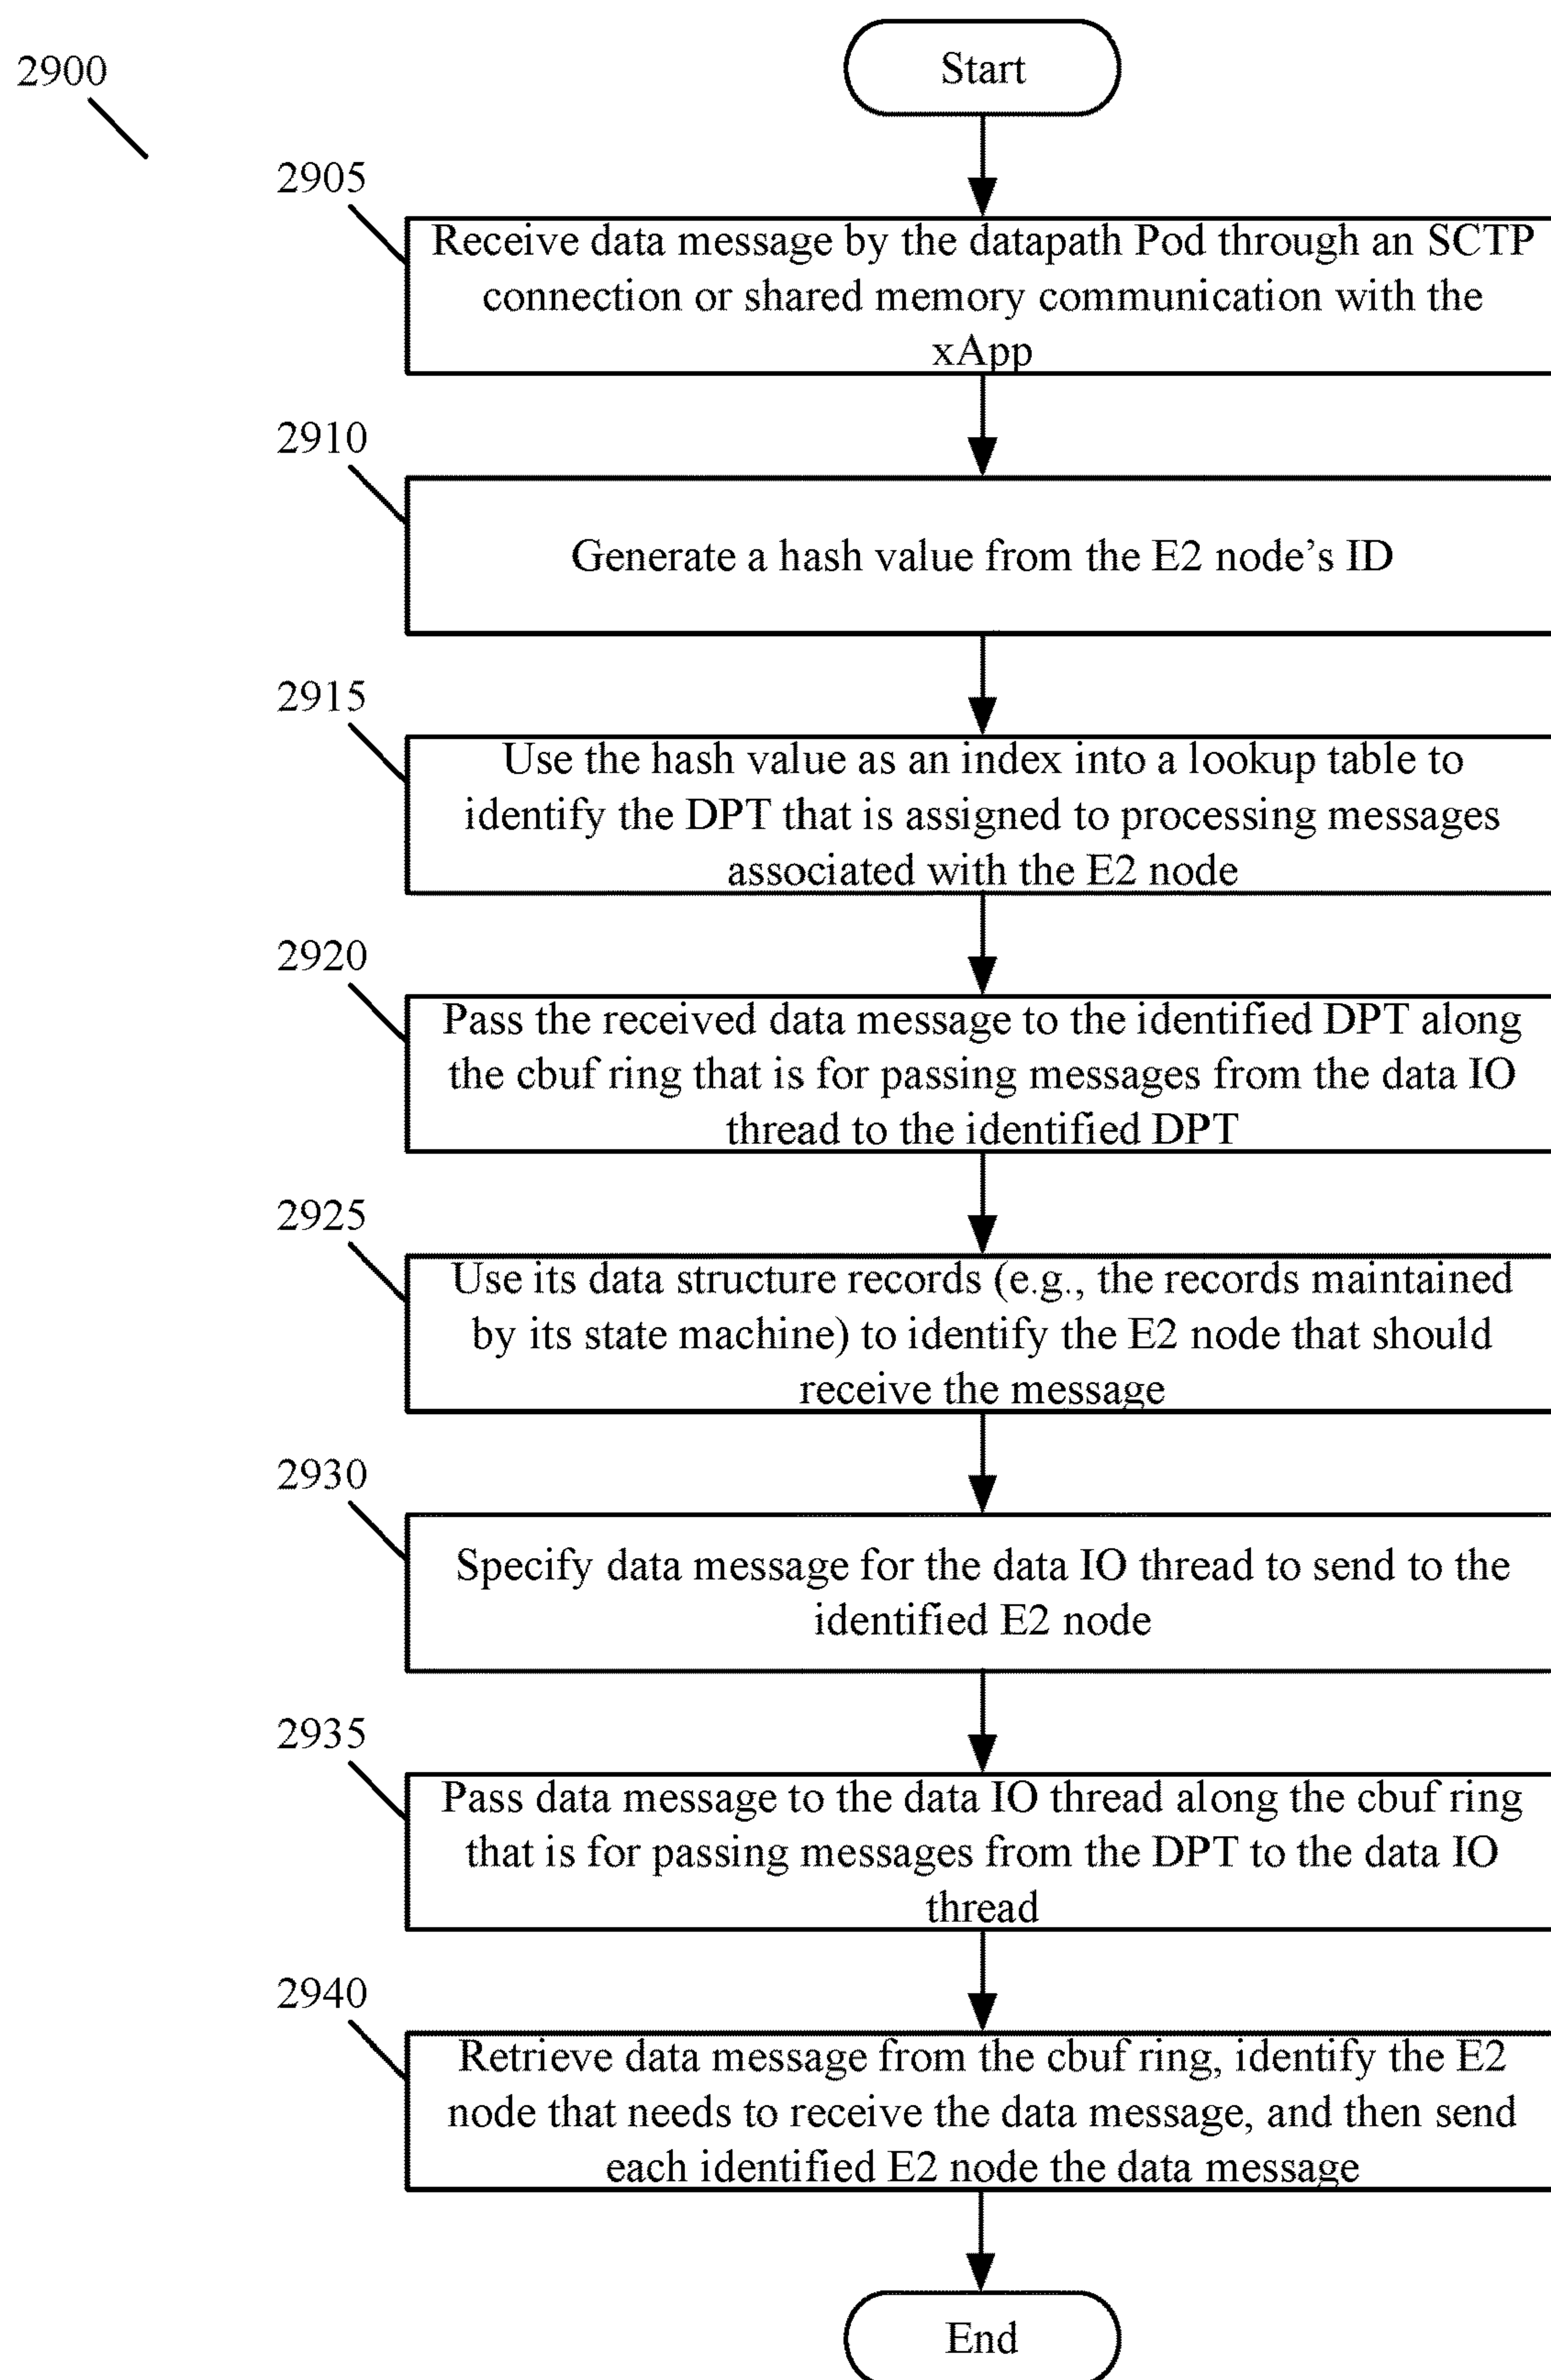 2900
Start
2905
Receive data message by the datapath Pod through an SCTP
connection or shared memory communication with the
xApp
2910
Generate a hash value from the E2 node’s ID
2915
Use the hash value as an index into a lookup table to
identify the DPT that is assigned to processing messages
associated with the E2 node
2920
Pass the received data message to the identified DPT along
the cbuf ring that is for passing messages from the data IO
thread to the identified DPT
2925
Use its data structure records (e.g., the records maintained
by its state machine) to identify the E2 node that should
receive the message
2930
Specify data message for the data IO thread to send to the
identified E2 node
2935
Pass data message to the data IO thread along the cbuf ring
that is for passing messages from the DPT to the data IO
thread
2940
Retrieve data message from the cbuf ring, identify the E2
node that needs to receive the data message, and then send
each identified E2 node the data message
End